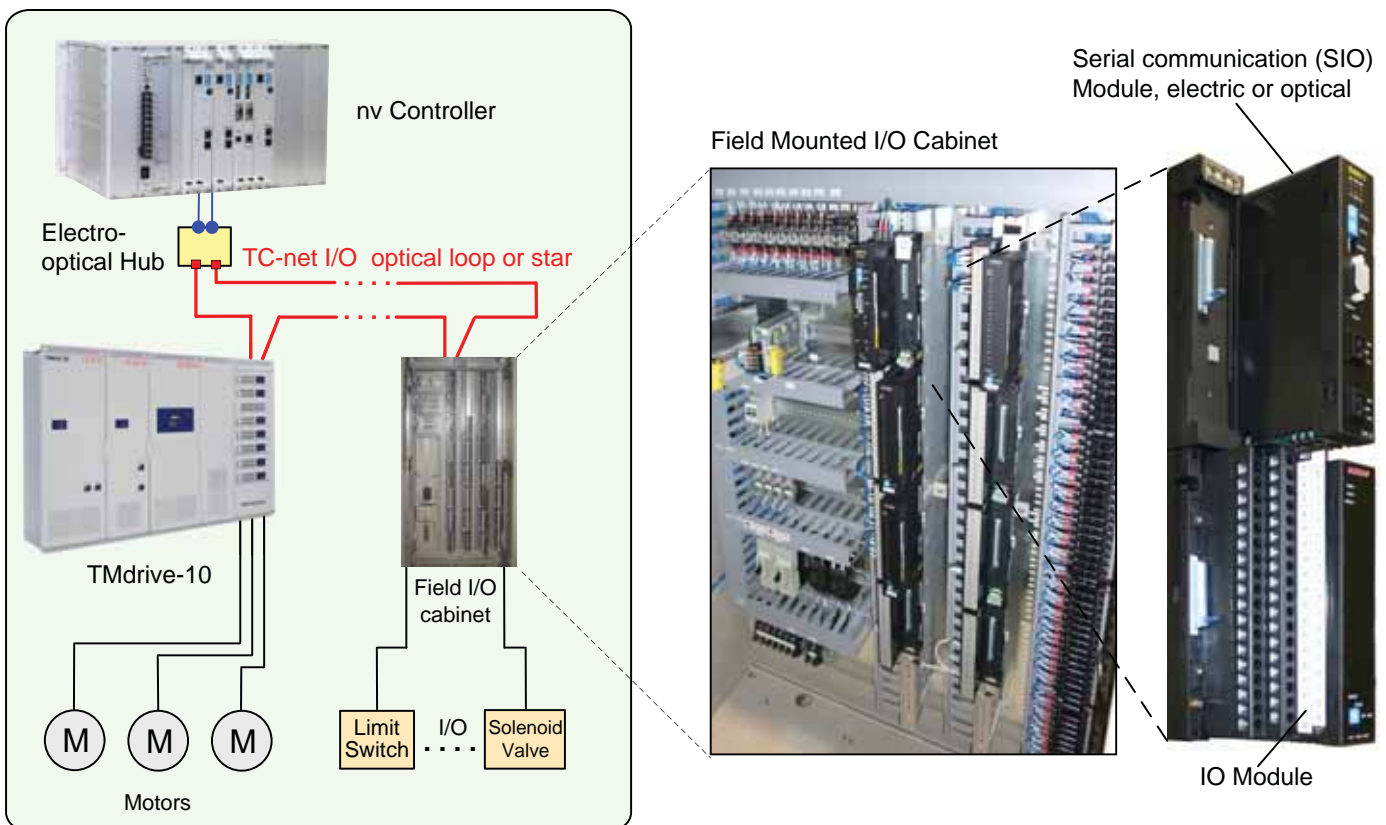 nv Controller
Electro-
optical Hub
TC-net I/O optical loop or star
TMdrive-10
Field I/O
cabinet
M
M
M
Motors
Limit
Switch
I/O
Solenoid
Valve
Field Mounted I/O Cabinet
Serial communication (SIO)
Module, electric or optical
IO Module